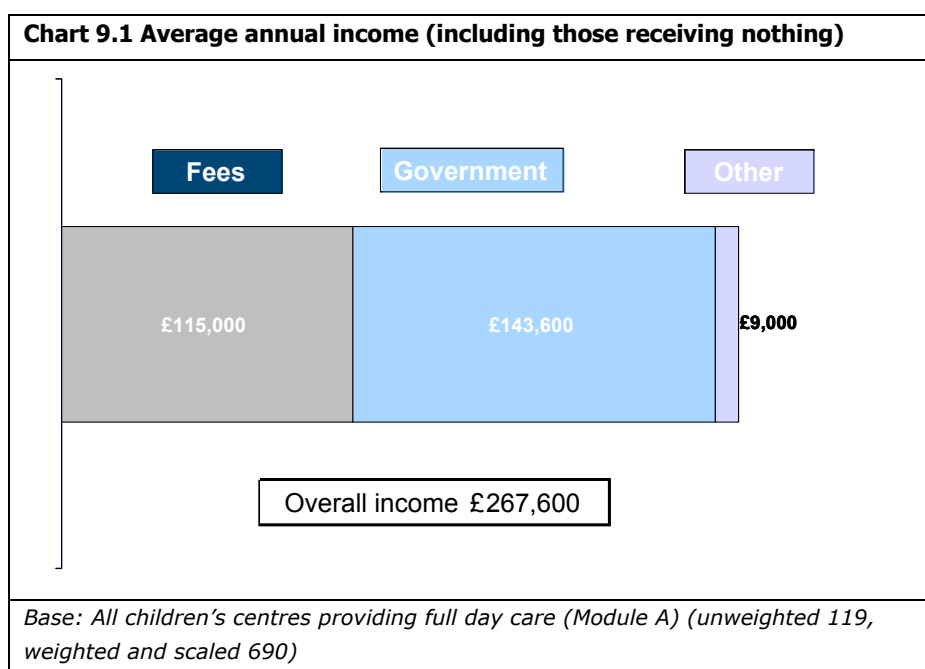 Chart 9.1 Average annual income (including those receiving nothing)
Fees
Government
Other
£115,000
£143,600
£9,000
Overall income £267,600
Base: All children's centres providing full day care (Module A) (unweighted 119,
weighted and scaled 690)